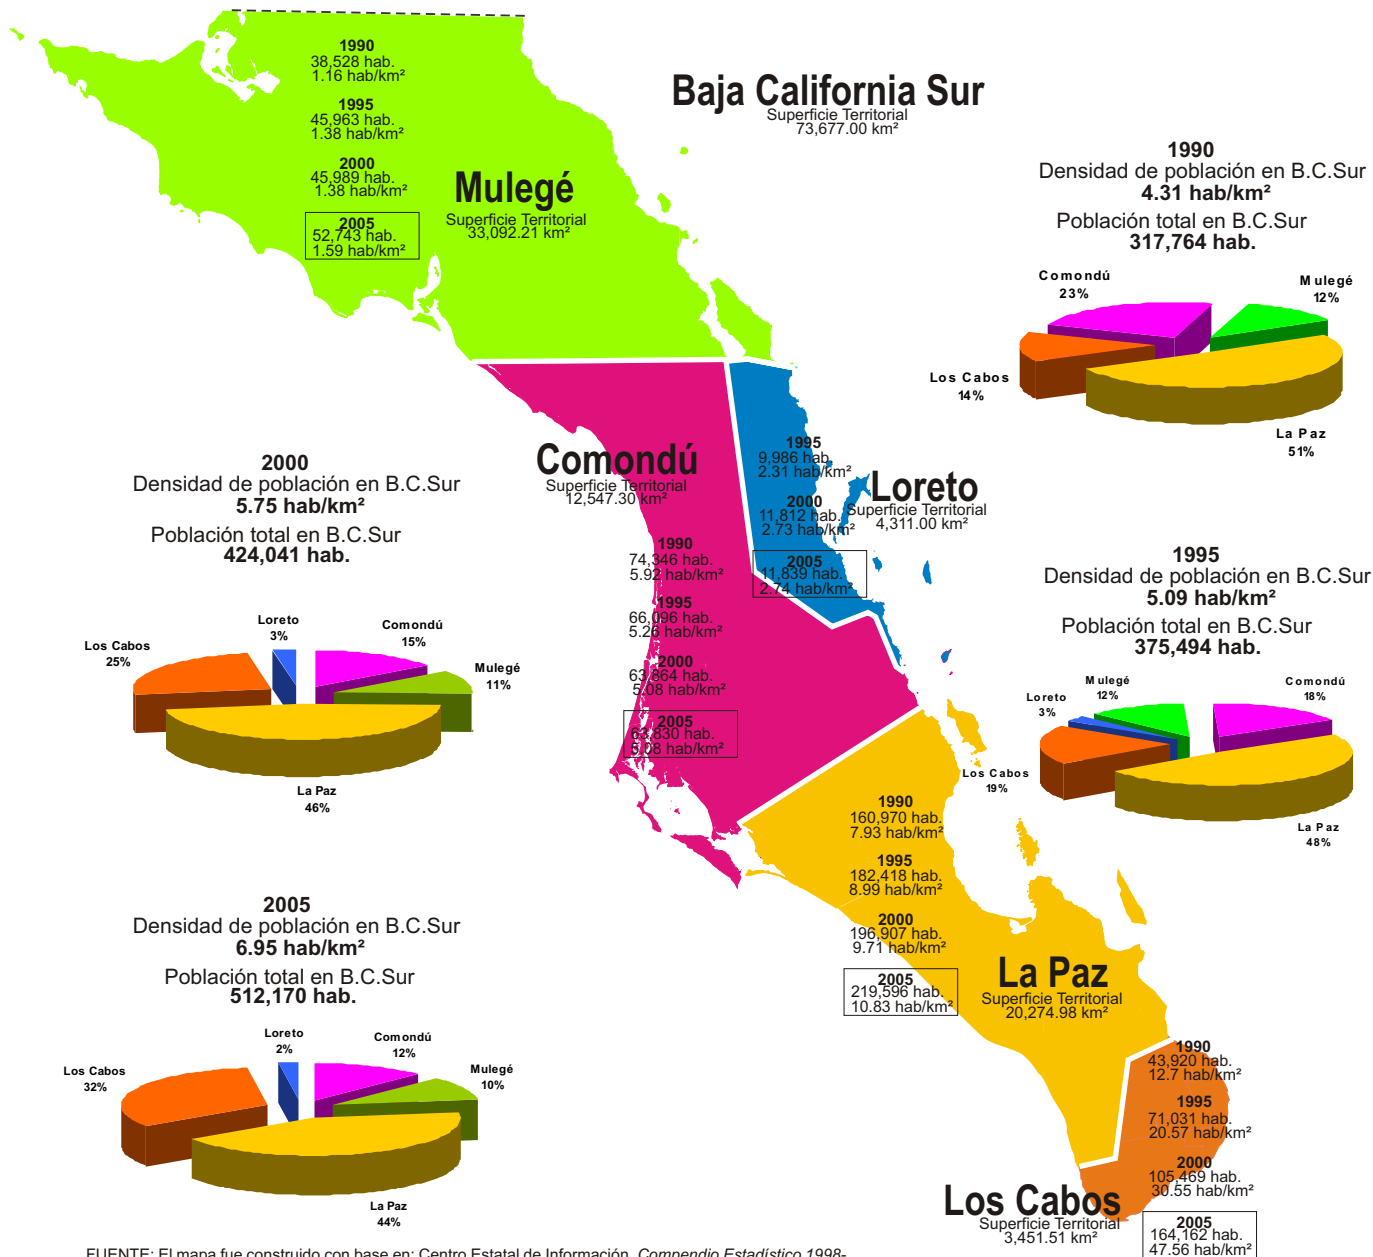 Baja California Sur
Superficie Territorial
73,677.00 km²
1990
38,528 hab.
1.16 hab/km²
1995
45,963 hab.
1.38 hab/km²
2000
45,989 hab.
1.38 hab/km²
2005
52,743 hab.
1.59 hab/km²
Mulegé
Superficie Territorial
33,092.21 km²
1990
Densidad de población en B.C.Sur
4.31 hab/km²
Población total en B.C.Sur
317,764 hab.
Comondú
23%
Mulegé
12%
Los Cabos
14%
La Paz
51%
Comondú
Superficie Territorial
12,547.30 km²
1990
74,346 hab.
5.92 hab/km²
1995
66,096 hab.
5.26 hab/km²
2000
63,864 hab.
5.08 hab/km²
2005
63,830 hab.
5.08 hab/km²
1995
9,986 hab.
2.31 hab/km²
2000
11,812 hab.
2.73 hab/km²
2005
11,839 hab.
2.74 hab/km²
Loreto
Superficie Territorial
4,311.00 km²
2000
Densidad de población en B.C.Sur
5.75 hab/km²
Población total en B.C.Sur
424,041 hab.
Loreto
3%
Comondú
15%
Los Cabos
25%
Mulegé
11%
La Paz
46%
1995
Densidad de población en B.C.Sur
5.09 hab/km²
Población total en B.C.Sur
375,494 hab.
Mulegé
12%
Comondú
18%
Loreto
3%
Los Cabos
19%
La Paz
48%
1990
160,970 hab.
7.93 hab/km²
1995
182,418 hab.
8.99 hab/km²
2000
196,907 hab.
9.71 hab/km²
2005
219,596 hab.
10.83 hab/km²
La Paz
Superficie Territorial
20,274.98 km²
2005
Densidad de población en B.C.Sur
6.95 hab/km²
Población total en B.C.Sur
512,170 hab.
Loreto
2%
Comondú
12%
Los Cabos
32%
Mulegé
10%
La Paz
44%
1990
43,920 hab.
12.7 hab/km²
1995
71,031 hab.
20.57 hab/km²
2000
105,469 hab.
30.55 hab/km²
2005
164,162 hab.
47.56 hab/km²
Los Cabos
Superficie Territorial
3,451.51 km²
FUENTE: El mapa fue construido con base en: Centro Estatal de Información, Compendio Estadístico 1998-